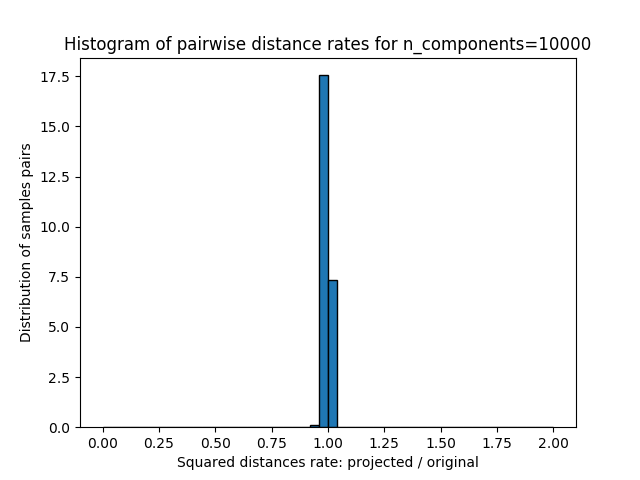 Histogram of pairwise distance rates for n_components=10000
Distribution of samples pairs
17.5
15.0
12.5
10.0
7.5
5.0
2.5
0.0
0.00 0.25 0.50 0.75 1.00 1.25 1.50 1.75 2.00
Squared distances rate: projected / original